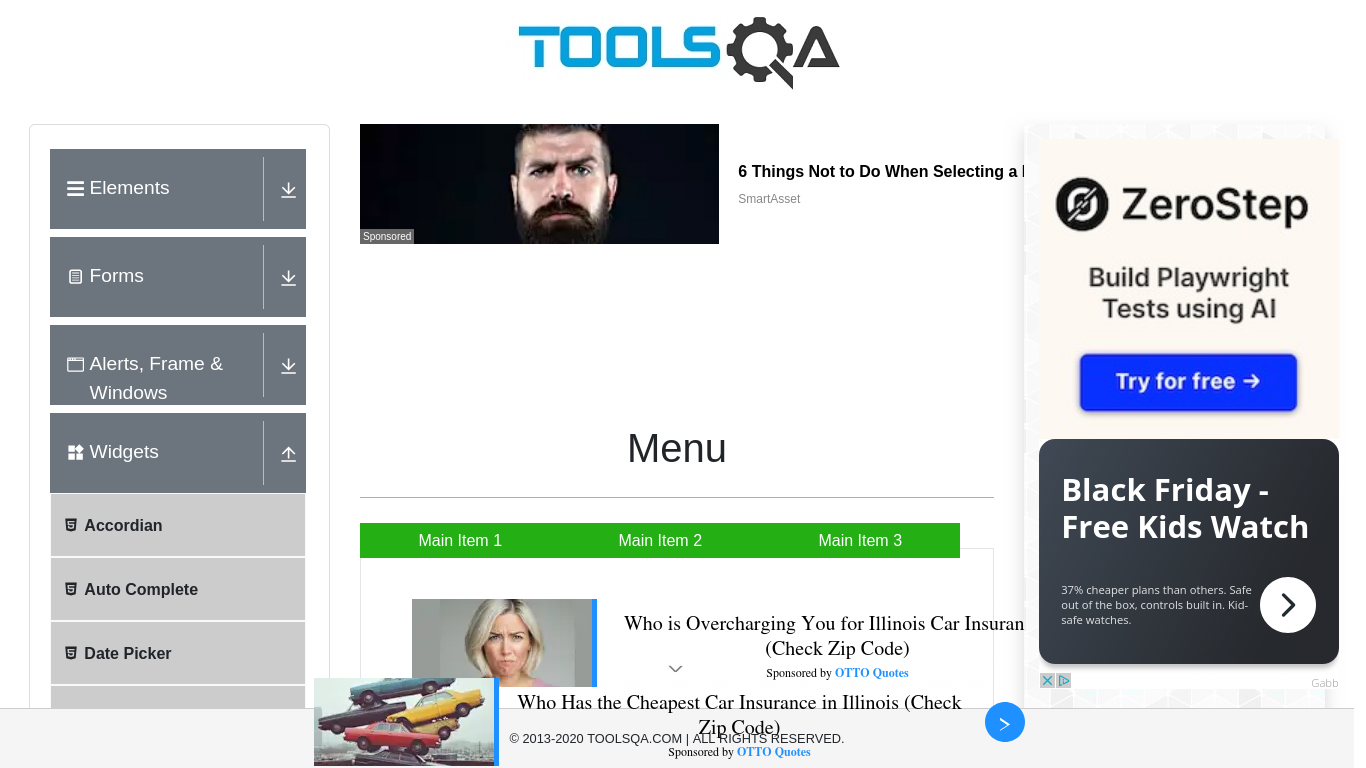 TOOLSQA
Elements
Forms
Alerts, Frame &
Windows
Widgets
Accordian
Auto Complete
Date Picker
Sponsored
6 Things Not to Do When Selecting a
SmartAsset
Menu
Main Item 1
Main Item 2
Main Item 3
Who is Overcharging You for Illinois Car Insuran
(Check Zip Code)
Sponsored by OTTO Quotes
Who Has the Cheapest Car Insurance in Illinois (Check
Zip Code)
Sponsored by OTTO Quotes
© 2013-2020 TOOLSQA.COM | ALL RIGHTS RESERVED.
ZeroStep
Build Playwright
Tests using AI
Try for free →
Black Friday -
Free Kids Watch
37% cheaper plans than others. Safe
out of the box, controls built in. Kid-
safe watches.
Gabb